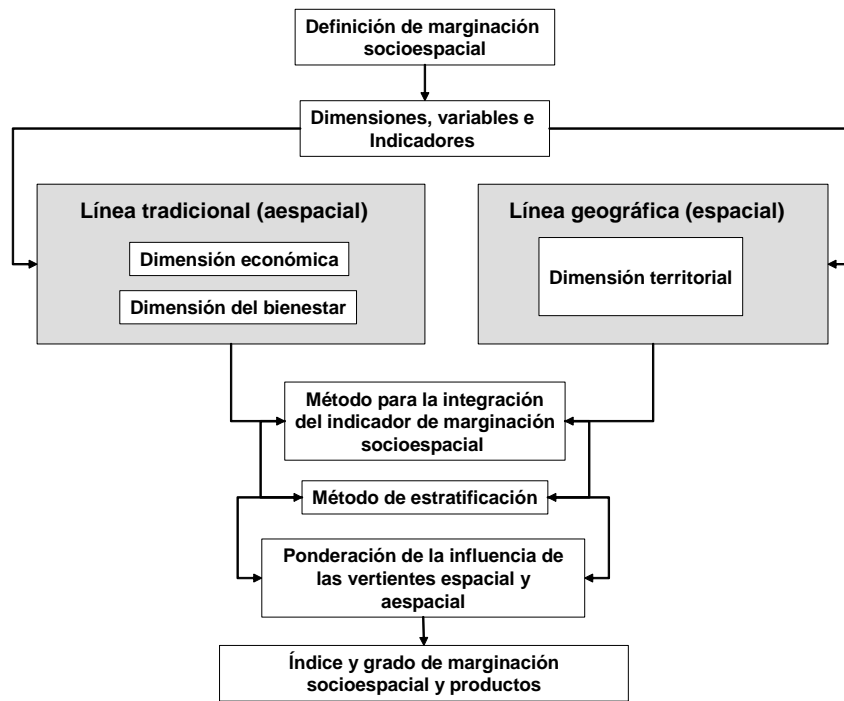 Definición de marginación
socioespacial
Dimensiones, variables e
Indicadores
Línea tradicional (aespacial)
Dimensión económica
Dimensión del bienestar
Línea geográfica (espacial)
Dimensión territorial
Método para la integración
del indicador de marginación
socioespacial
Método de estratificación
Ponderación de la influencia de
las vertientes espacial y
aespacial
Índice y grado de marginación
socioespacial y productos